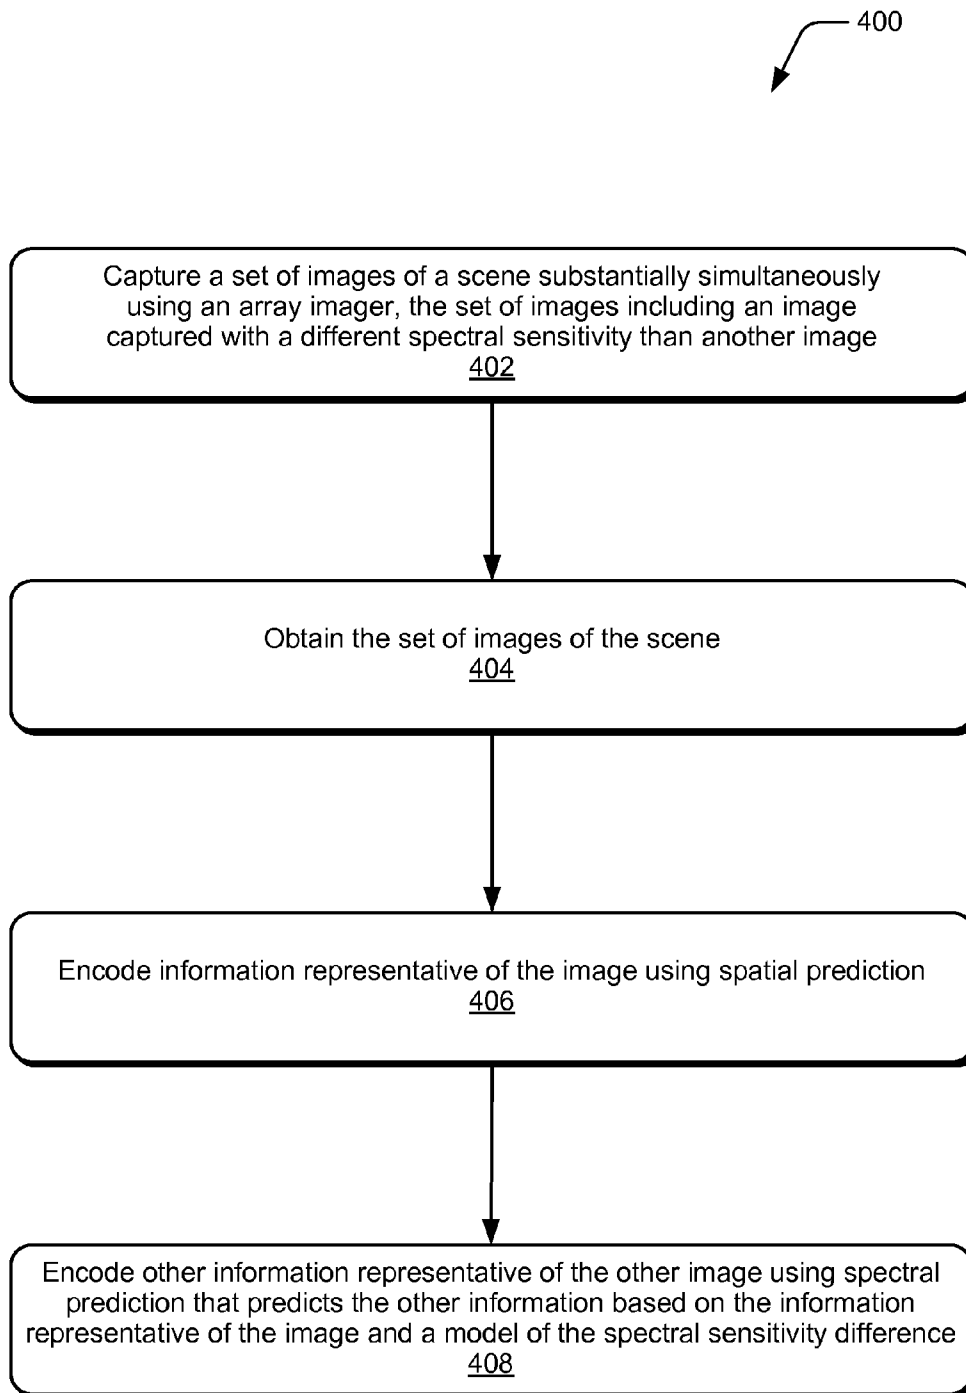 400
Capture a set of images of a scene substantially simultaneously
using an array imager, the set of images including an image
captured with a different spectral sensitivity than another image
402
Obtain the set of images of the scene
404
Encode information representative of the image using spatial prediction
406
Encode other information representative of the other image using spectral
prediction that predicts the other information based on the information
representative of the image and a model of the spectral sensitivity difference
408